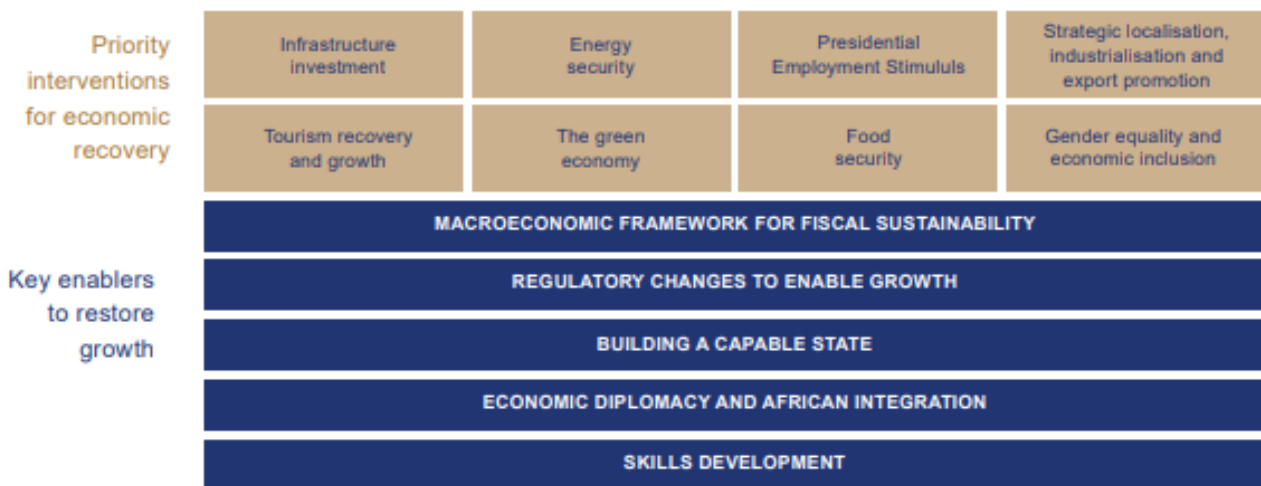 Priority
interventions
for economic
recovery
Infrastructure
investment
Energy
security
Presidential
Employment Stimululs
Strategic localisation,
industrialisation and
export promotion
Tourism recovery
and growth
The green
economy
Food
security
Gender equality and
economic inclusion
Key enablers
to restore
growth
MACROECONOMIC FRAMEWORK FOR FISCAL SUSTAINABILITY
REGULATORY CHANGES TO ENABLE GROWTH
BUILDING A CAPABLE STATE
ECONOMIC DIPLOMACY AND AFRICAN INTEGRATION
SKILLS DEVELOPMENT